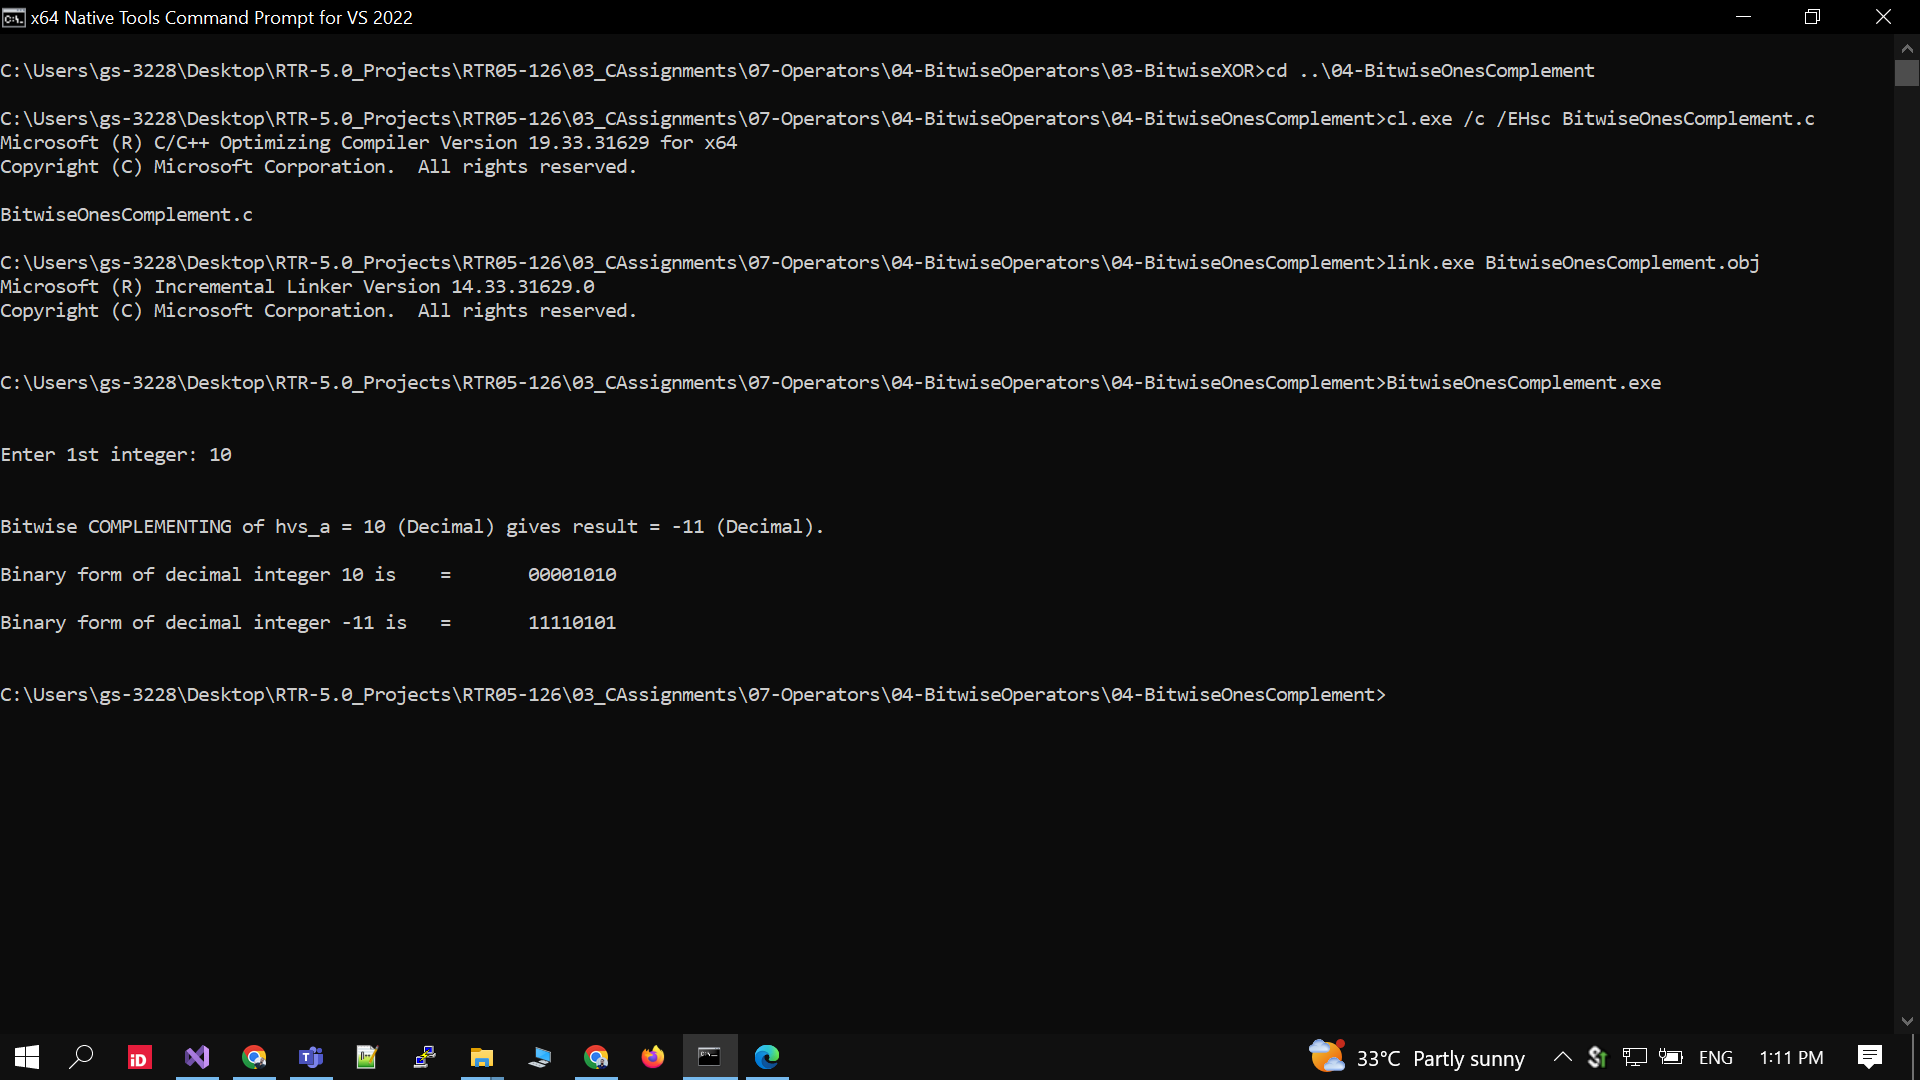 x64 Native Tools Command Prompt for VS 2022
C:\Users\gs-3228\Desktop\RTR-5.0_Projects\RTR05-126\03_CAssignments\07-Operators\04-BitwiseOperators\03-BitwiseXOR>cd ..\04-BitwiseOnesComplement
C:\Users\gs-3228\Desktop\RTR-5.0_Projects\RTR05-126\03_CAssignments\07-Operators\04-BitwiseOperators\04-BitwiseOnesComplement>cl.exe /c /EHsc BitwiseOnesComplement.c
Microsoft (R) C/C++ Optimizing Compiler Version 19.33.31629 for x64
Copyright (C) Microsoft Corporation.  All rights reserved.
BitwiseOnesComplement.c
C:\Users\gs-3228\Desktop\RTR-5.0_Projects\RTR05-126\03_CAssignments\07-Operators\04-BitwiseOperators\04-BitwiseOnesComplement>link.exe BitwiseOnesComplement.obj
Microsoft (R) Incremental Linker Version 14.33.31629.0
Copyright (C) Microsoft Corporation.  All rights reserved.
C:\Users\gs-3228\Desktop\RTR-5.0_Projects\RTR05-126\03_CAssignments\07-Operators\04-BitwiseOperators\04-BitwiseOnesComplement>BitwiseOnesComplement.exe
Enter 1st integer: 10
Bitwise COMPLEMENTING of hvs_a = 10 (Decimal) gives result = -11 (Decimal).
Binary form of decimal integer 10 is    =       00001010
Binary form of decimal integer -11 is   =       11110101
C:\Users\gs-3228\Desktop\RTR-5.0_Projects\RTR05-126\03_CAssignments\07-Operators\04-BitwiseOperators\04-BitwiseOnesComplement>
33°C Partly sunny ENG 1:11 PM